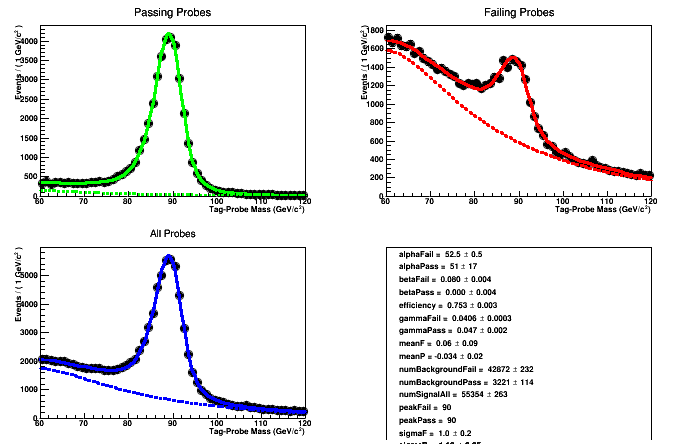 Passing Probes
Events / ( 1 GeV/c² )
4000
3500
3000
2500
2000
1500
1000
500
0
60 70 80 90 100 110 120
Tag-Probe Mass (GeV/c²)
Failing Probes
Events / ( 1 GeV/c² )
1800
1600
1400
1200
1000
800
600
400
200
0
60 70 80 90 100 110 120
Tag-Probe Mass (GeV/c²)
All Probes
Events / ( 1 GeV/c² )
5000
4000
3000
2000
1000
0
60 70 80 90 100 110 120
Tag-Probe Mass (GeV/c²)
alphaFail = 52.5 ± 0.5
alphaPass = 51 ± 17
betaFail = 0.080 ± 0.004
betaPass = 0.000 ± 0.004
efficiency = 0.753 ± 0.003
gammaFail = 0.0406 ± 0.0003
gammaPass = 0.047 ± 0.002
meanF = 0.06 ± 0.09
meanP = -0.034 ± 0.02
numBackgroundFail = 42872 ± 232
numBackgroundPass = 3221 ± 114
numSignalAll = 55354 ± 263
peakFail = 90
peakPass = 90
sigmaF = 1.0 ± 0.2